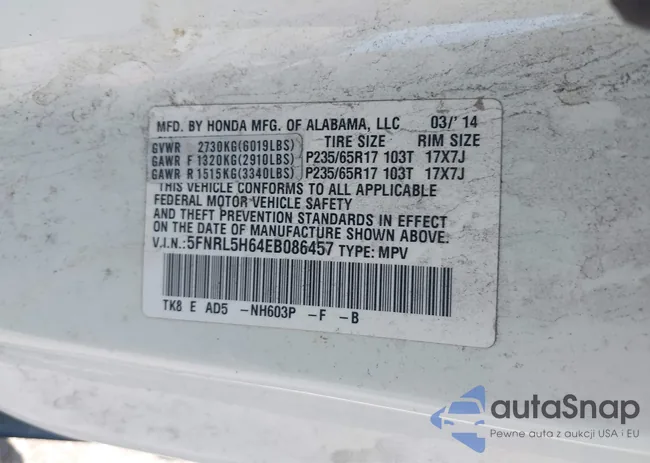 MFD. BY HONDA MFG. OF ALABAMA, LLC 03/'14
TIRE SIZE RIM SIZE
GVWR 2730KG(6019LBS)
GAWR F 1320KG(2910LBS) P235/65R17 103T 17X7J
GAWR R 1515KG(3340LBS) P235/65R17 103T 17X7J
THIS VEHICLE CONFORMS TO ALL APPLICABLE
FEDERAL MOTOR VEHICLE SAFETY
AND THEFT PREVENTION STANDARDS IN EFFECT
ON THE DATE OF MANUFACTURE SHOWN ABOVE.
V.I.N.: 5FNRL5H64EB086457 TYPE: MPV
TK8 E AD5 -NH603P -F -B
autaSnap
Pewne auta z aukcji USA i EU